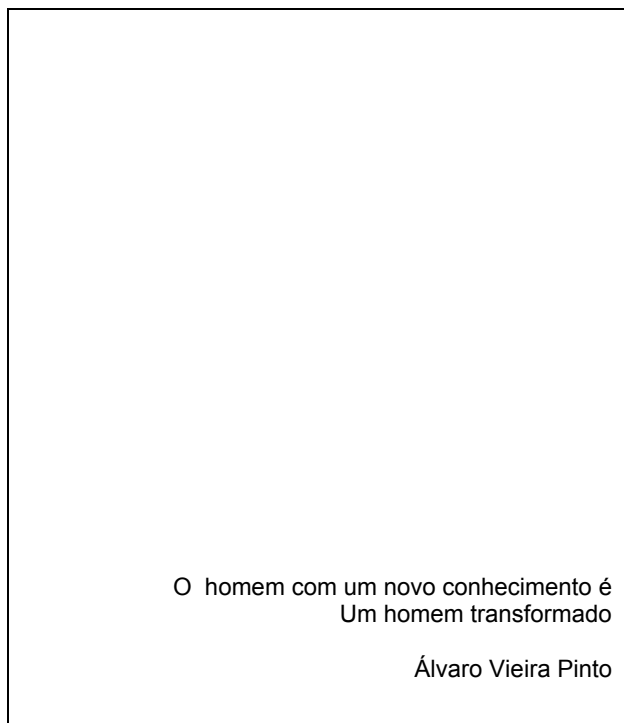 O  homem com um novo conhecimento é
Um homem transformado
Álvaro Vieira Pinto